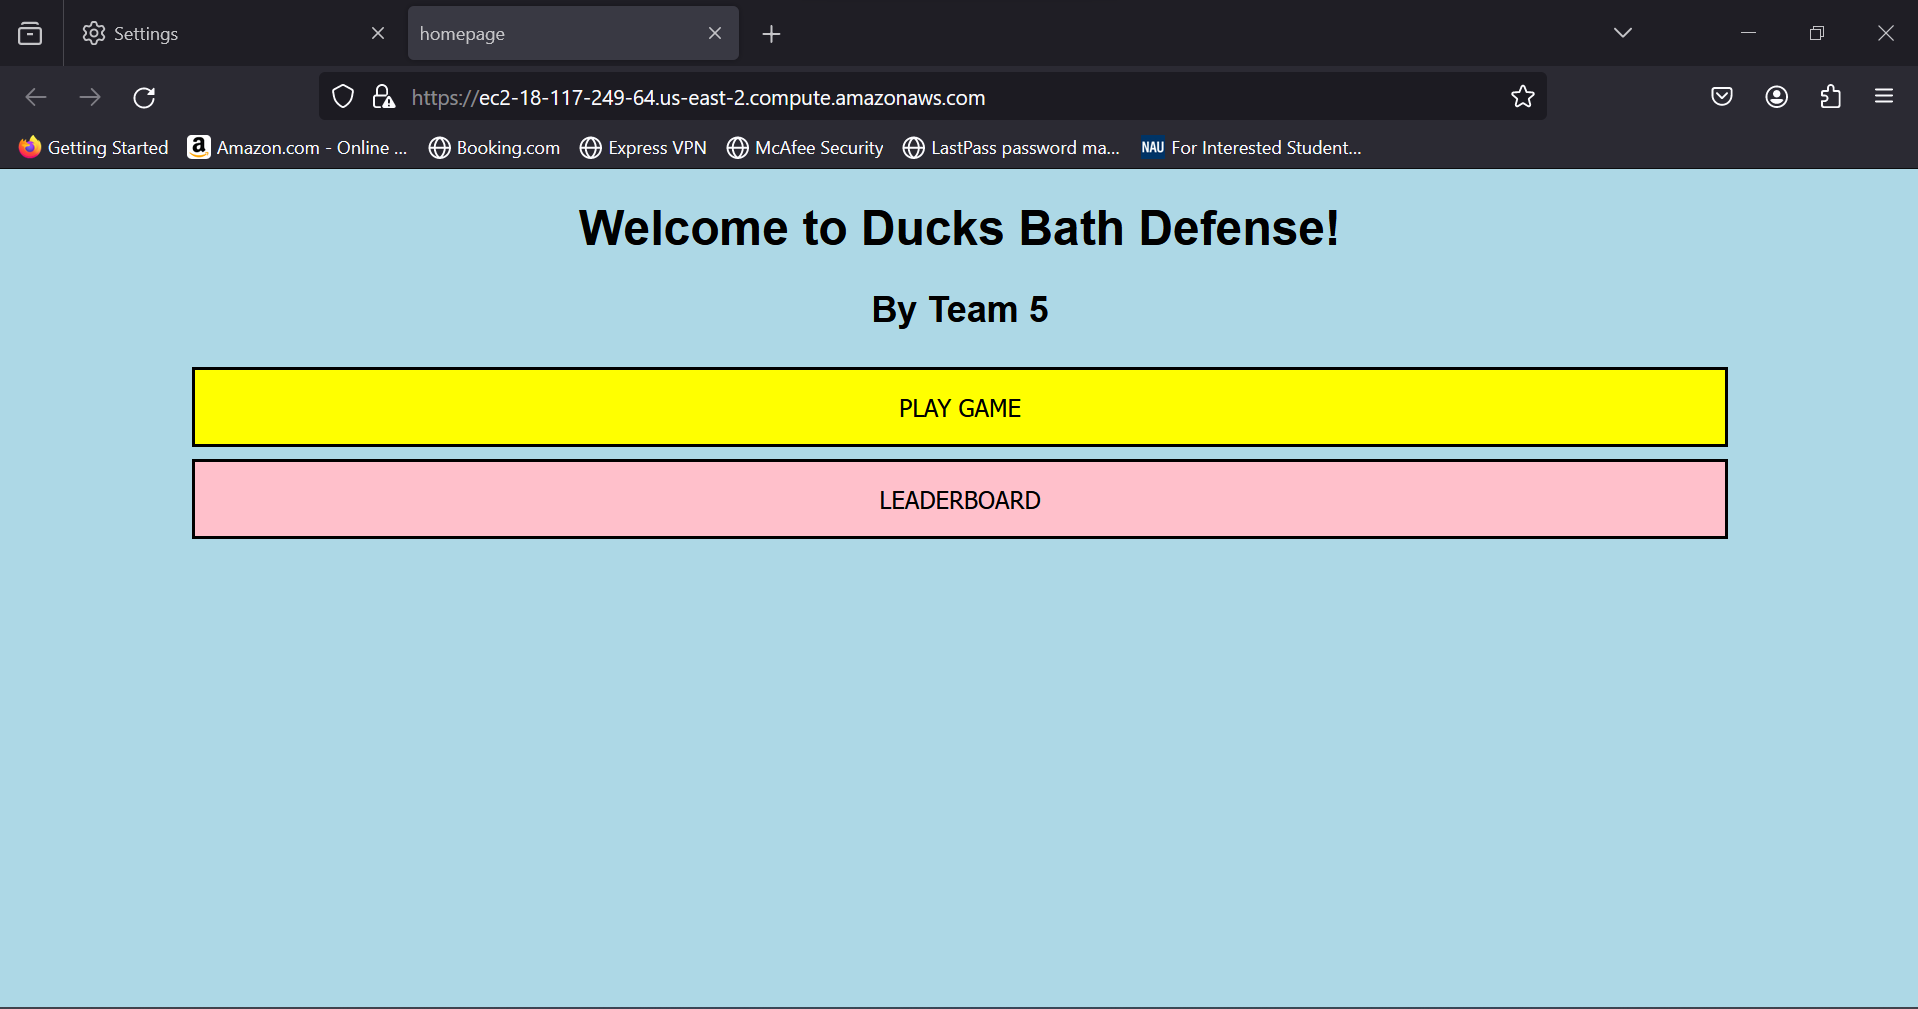 Settings
homepage
https://ec2-18-117-249-64.us-east-2.compute.amazonaws.com
Getting Started
a Amazon.com - Online ...
Booking.com
Express VPN
McAfee Security
LastPass password ma...
NAU For Interested Student...
Welcome to Ducks Bath Defense!
By Team 5
PLAY GAME
LEADERBOARD